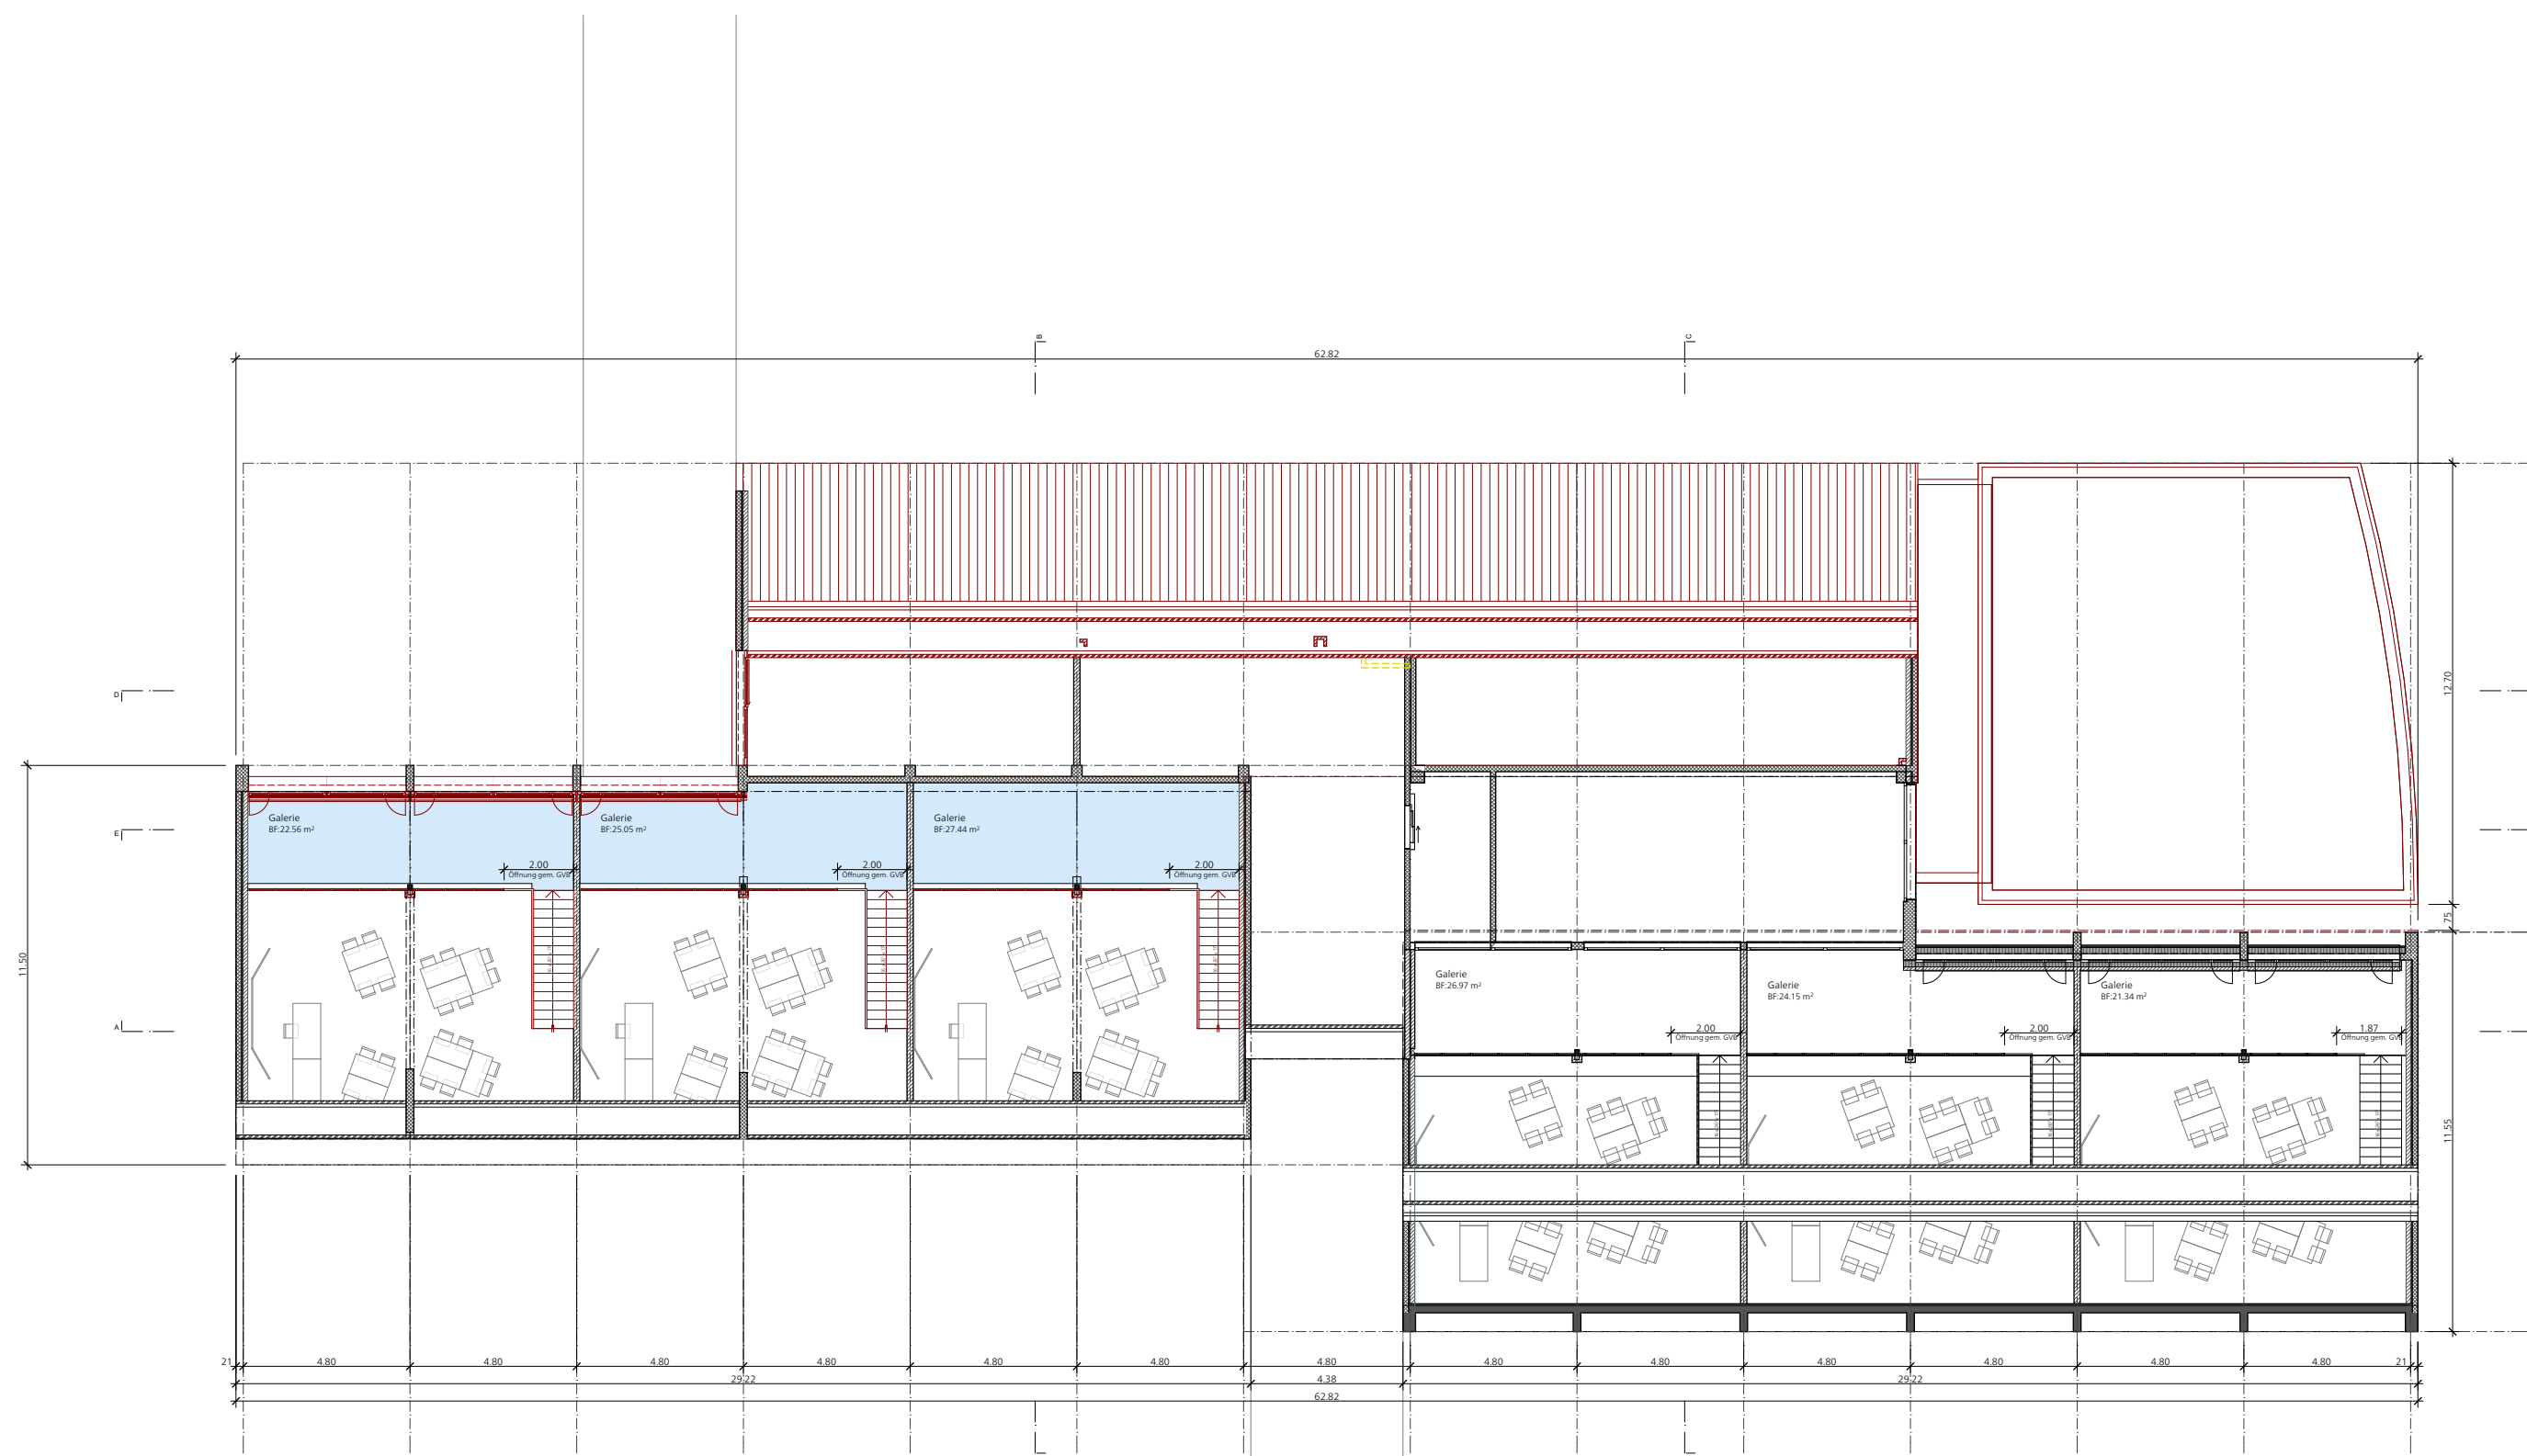 B
C
62.82
D
12.70
Galerie
BF:22.56 m²
Galerie
BF:25.05 m²
Galerie
BF:27.44 m²
E
2.00
Öffnung gem. GVB
2.00
Öffnung gem. GVB
2.00
Öffnung gem. GVB
75
11.50
Galerie
BF:26.97 m²
Galerie
BF:24.15 m²
Galerie
BF:21.34 m²
A
2.00
Öffnung gem. GVB
2.00
Öffnung gem. GVB
1.87
Öffnung gem. GVB
11.55
21
4.80
4.80
4.80
4.80
4.80
4.80
4.80
4.80
4.80
4.80
4.80
4.80
4.80
21
29.22
4.38
29.22
62.82